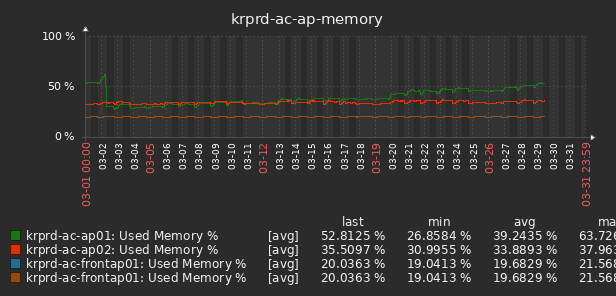 krprd-ac-ap-memory
100 %
50 %
0 %
03-01 00:00 03-02 03-03 03-04 03-05 03-06 03-07 03-08 03-09 03-10 03-11 03-12 03-13 03-14 03-15 03-16 03-17 03-18 03-19 03-20 03-21 03-22 03-23 03-24 03-25 03-26 03-27 03-28 03-29 03-30 03-31 03-31 23:59
last min avg ma
krprd-ac-ap01: Used Memory % [avg] 52.8125 % 26.8584 % 39.2435 % 63.726
krprd-ac-ap02: Used Memory % [avg] 35.5097 % 30.9955 % 33.8893 % 37.963
krprd-ac-frontap01: Used Memory % [avg] 20.0363 % 19.0413 % 19.6829 % 21.568
krprd-ac-frontap01: Used Memory % [avg] 20.0363 % 19.0413 % 19.6829 % 21.568